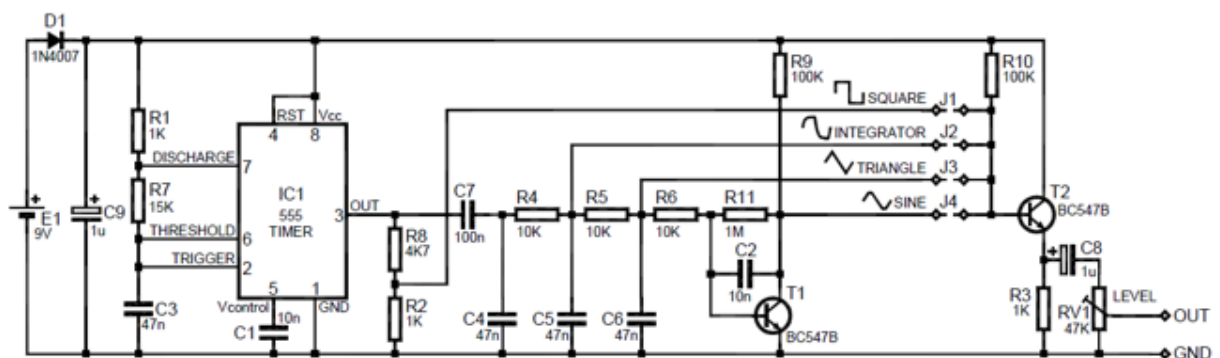 D1
1N4007
R1
1K
R7
15K
E1
9V
C9
1u
DISCHARGE
THRESHOLD
TRIGGER
C3
47n
RST
Vcc
4
8
7
6
2
3
5
1
IC1
555
TIMER
OUT
Vcontrol
GND
10n
C1
R8
4K7
R2
1K
C7
100n
R4
10K
R5
10K
R6
10K
R11
1M
C4
47n
C5
47n
C6
47n
C2
10n
T1
BC547B
R9
100K
R10
100K
SQUARE J1
INTEGRATOR J2
TRIANGLE J3
SINE J4
T2
BC547B
C8
1u
R3
1K
RV1
47K
LEVEL
OUT
GND